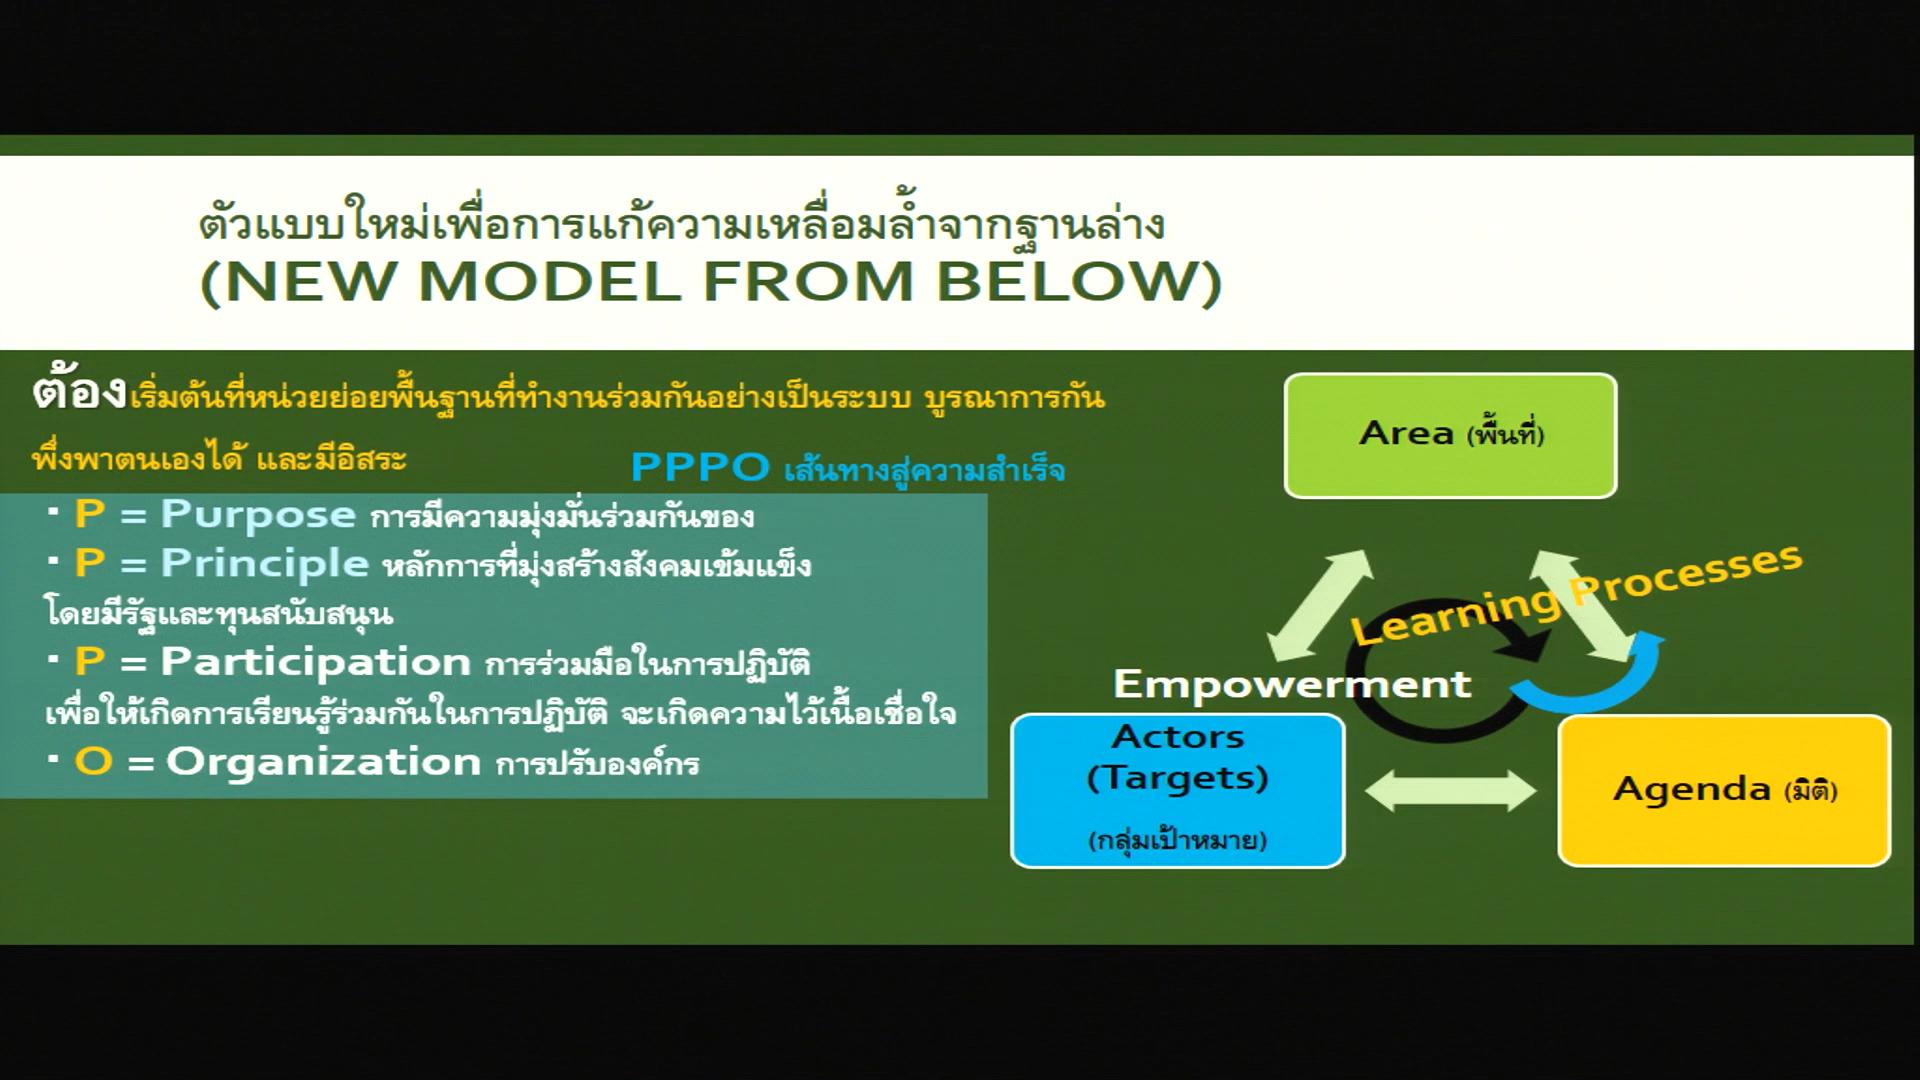 ตัวแบบใหม่เพื่อการแก้ความเหลื่อมล้ำจากฐานล่าง
(NEW MODEL FROM BELOW)
ต้องเริ่มต้นที่หน่วยย่อยพื้นฐานที่ทำงานร่วมกันอย่างเป็นระบบ บูรณาการกัน
พึ่งพาตนเองได้ และมีอิสระ
PPPO เส้นทางสู่ความสำเร็จ
▪ P = Purpose การมีความมุ่งมั่นร่วมกันของ
▪ P = Principle หลักการที่มุ่งสร้างสังคมเข้มแข็ง
โดยมีรัฐและทุนสนับสนุน
▪ P = Participation การร่วมมือในการปฏิบัติ
เพื่อให้เกิดการเรียนรู้ร่วมกันในการปฏิบัติ จะเกิดความไว้เนื้อเชื่อใจ
▪ O = Organization การปรับองค์กร
Area (พื้นที่)
Learning Processes
Empowerment
Actors
(Targets)
(กลุ่มเป้าหมาย)
Agenda (มิติ)